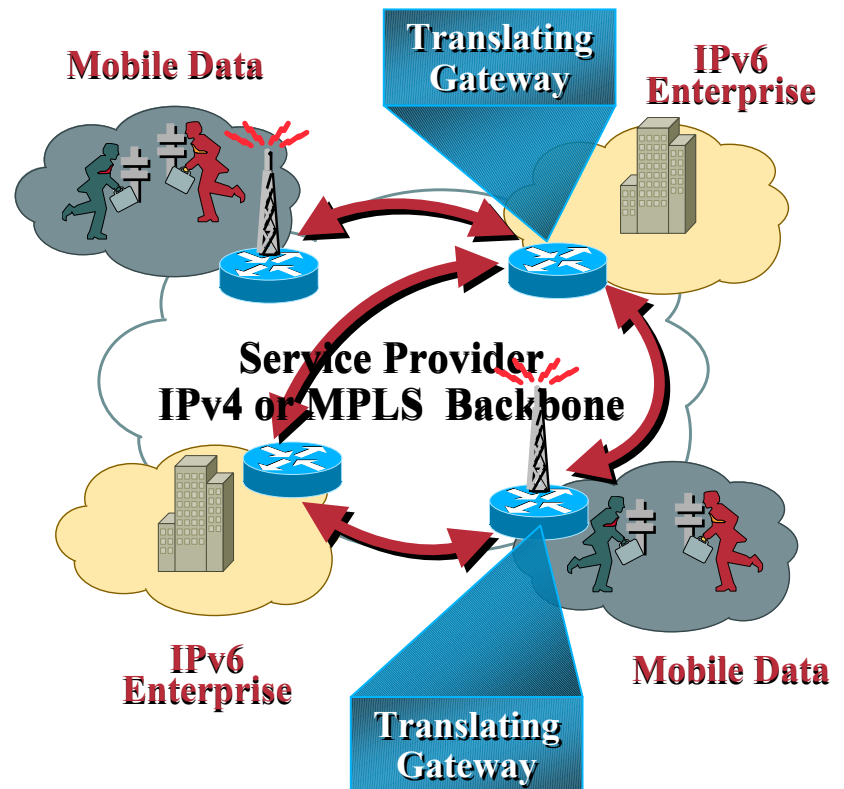 Translating
Gateway
Mobile Data
IPv6
Enterprise
Service Provider
IPv4 or MPLS Backbone
IPv6
Enterprise
Mobile Data
Translating
Gateway